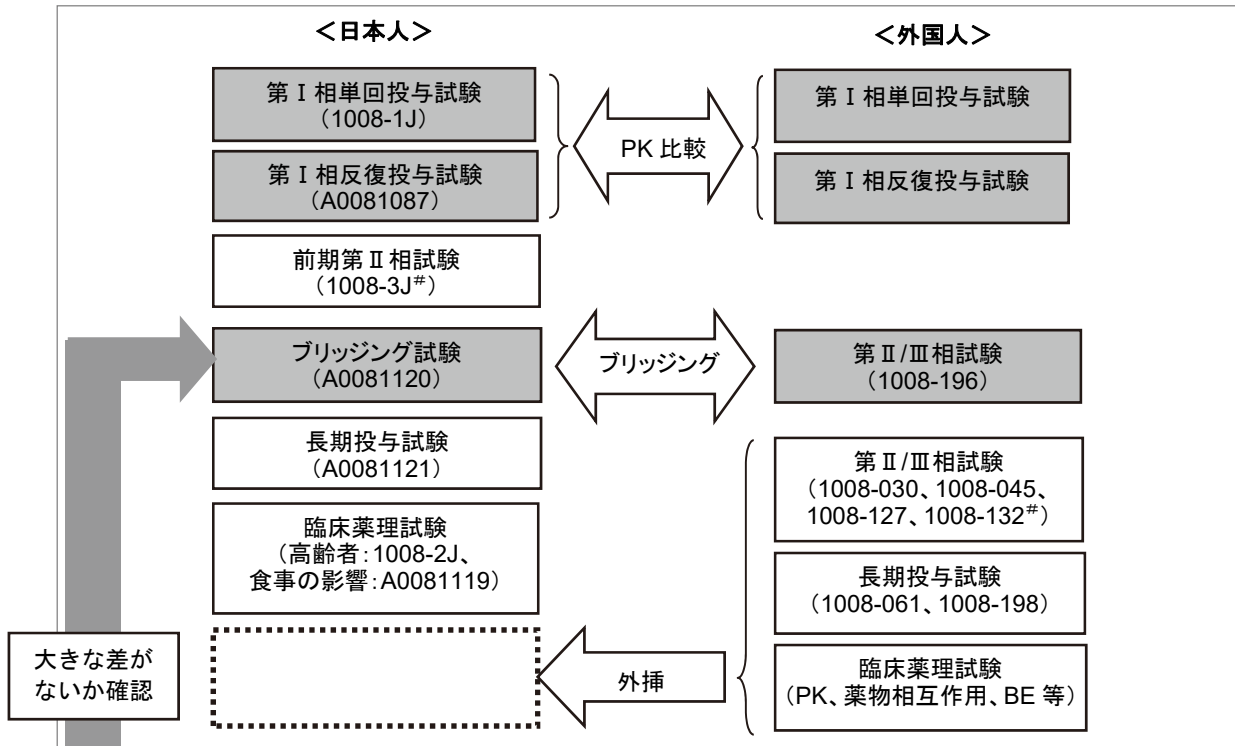 ＜日本人＞
第Ⅰ相単回投与試験
（1008-1J）
第Ⅰ相反復投与試験
(A0081087)
前期第Ⅱ相試験
（1008-3J#）
ブリッジング試験
(A0081120)
長期投与試験
(A0081121)
臨床薬理試験
（高齢者：1008-2J、
食事の影響：A0081119）
大きな差が
ないか確認
PK 比較
ブリッジング
外挿
＜外国人＞
第Ⅰ相単回投与試験
第Ⅰ相反復投与試験
第Ⅱ/Ⅲ相試験
（1008-196）
第Ⅱ/Ⅲ相試験
（1008-030、1008-045、
1008-127、1008-132#）
長期投与試験
（1008-061、1008-198）
臨床薬理試験
（PK、薬物相互作用、BE 等）